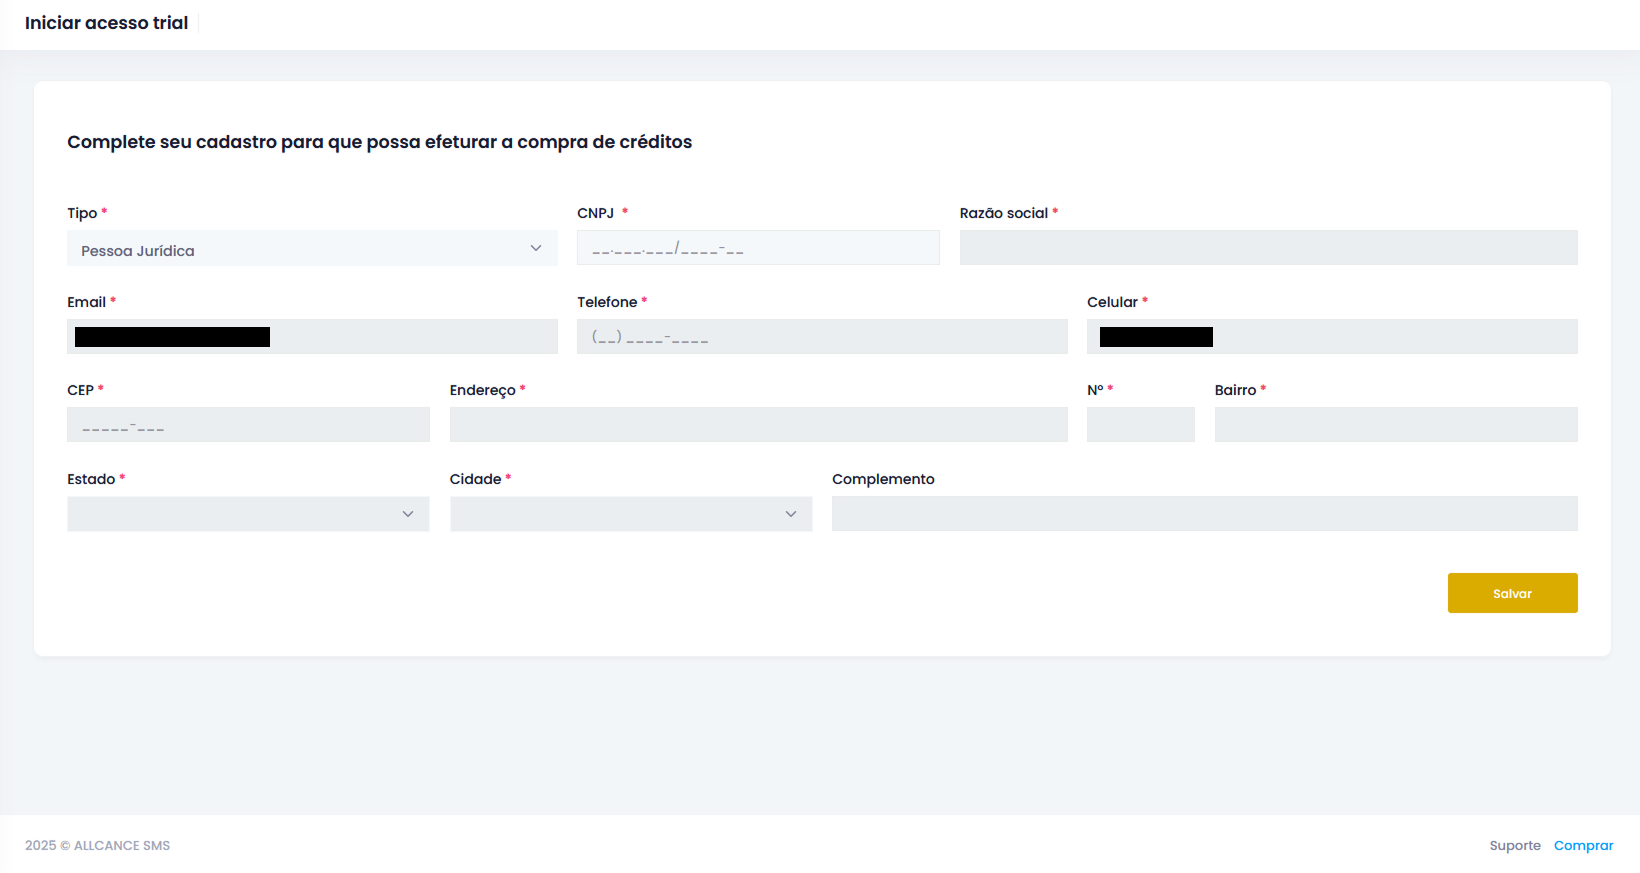 Iniciar acesso trial
Complete seu cadastro para que possa efeturar a compra de créditos
Tipo * CNPJ * Razão social *
Pessoa Jurídica __.___.___/____-__
Email * Telefone * Celular *
(__) ____-____
CEP * Endereço * Nº * Bairro *
_____-___
Estado * Cidade * Complemento
Salvar
2025 © ALLCANCE SMS Suporte Comprar